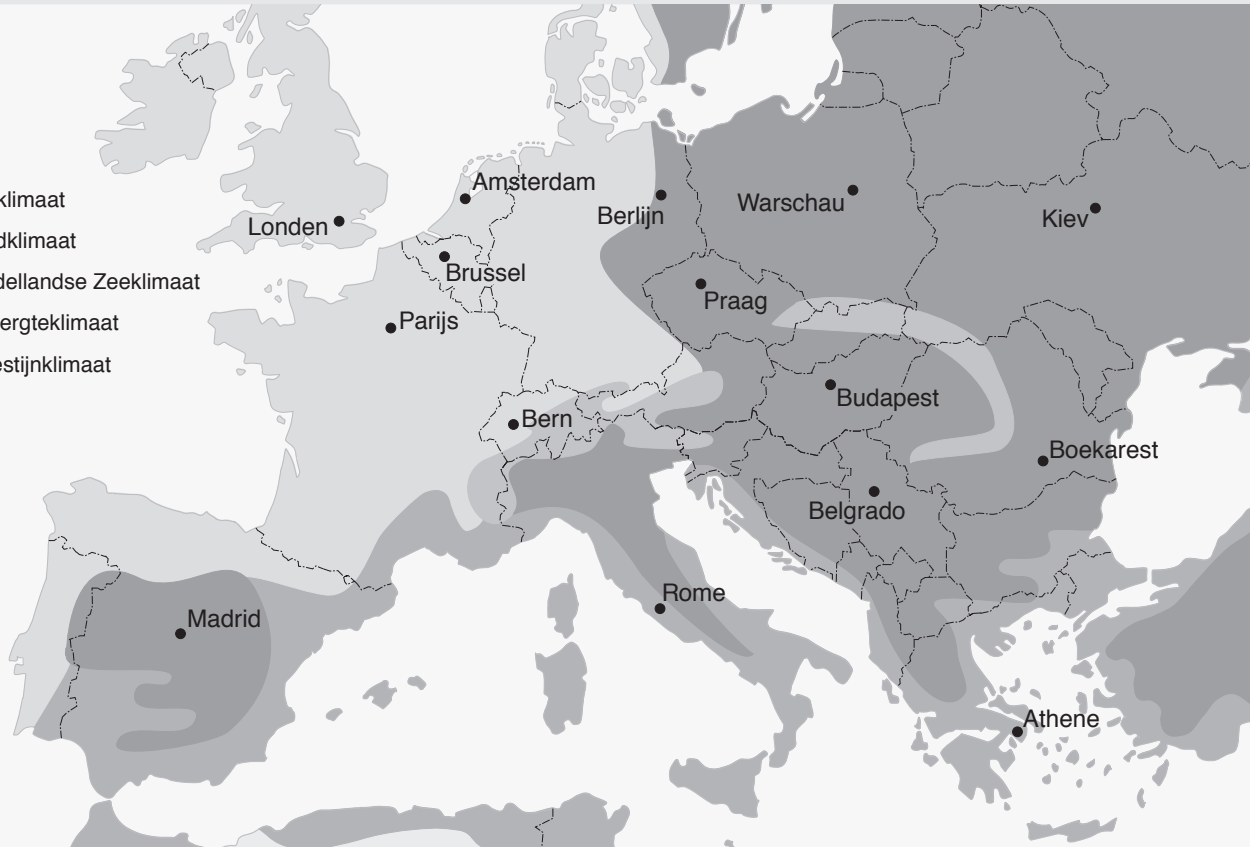 klimaat
dklimaat
dellandse Zeeklimaat
ergteklimaat
estijnklimaat
Amsterdam
Londen
Berlijn
Warschau
Kiev
Brussel
Praag
Parijs
Budapest
Bern
Boekarest
Belgrado
Rome
Madrid
Athene